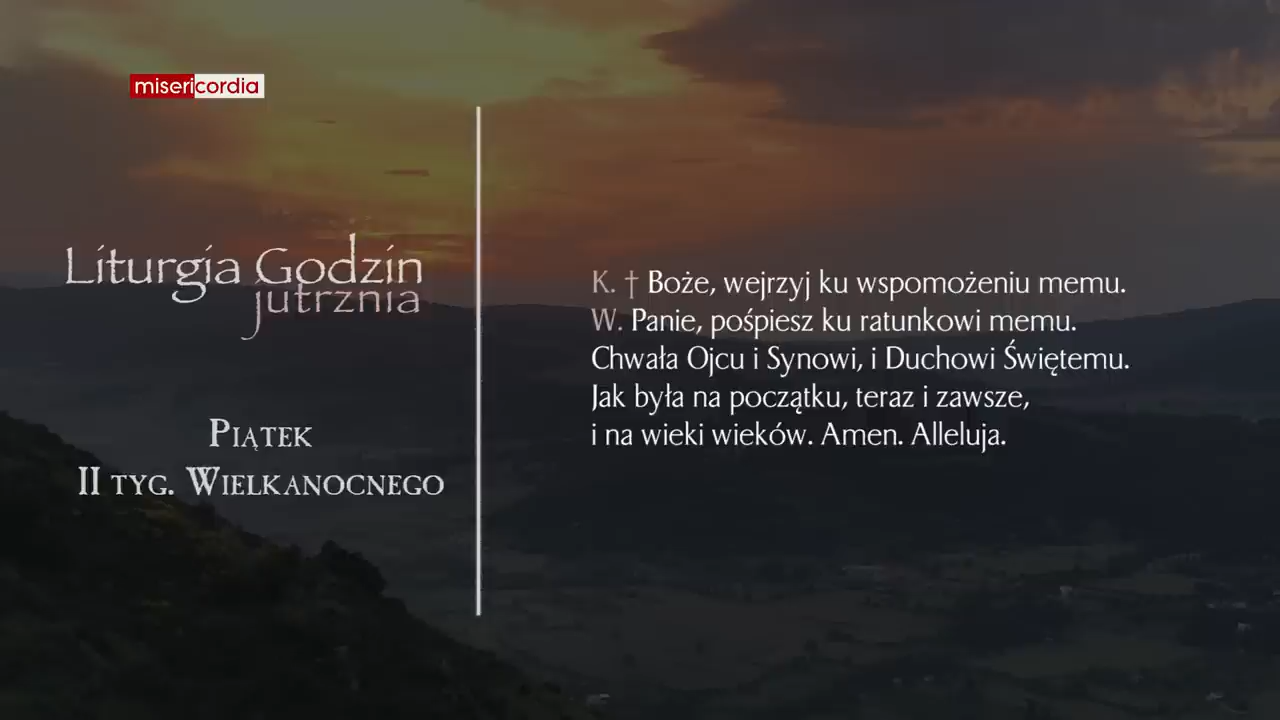 misericordia
Liturgia Godzin
jutrznia
Piątek
II tyg. Wielkanocnego
K. † Boże, wejrzyj ku wspomożeniu memu.
W. Panie, pośpiesz ku ratunkowi memu.
Chwała Ojcu i Synowi, i Duchowi Świętemu.
Jak była na początku, teraz i zawsze,
i na wieki wieków. Amen. Alleluja.